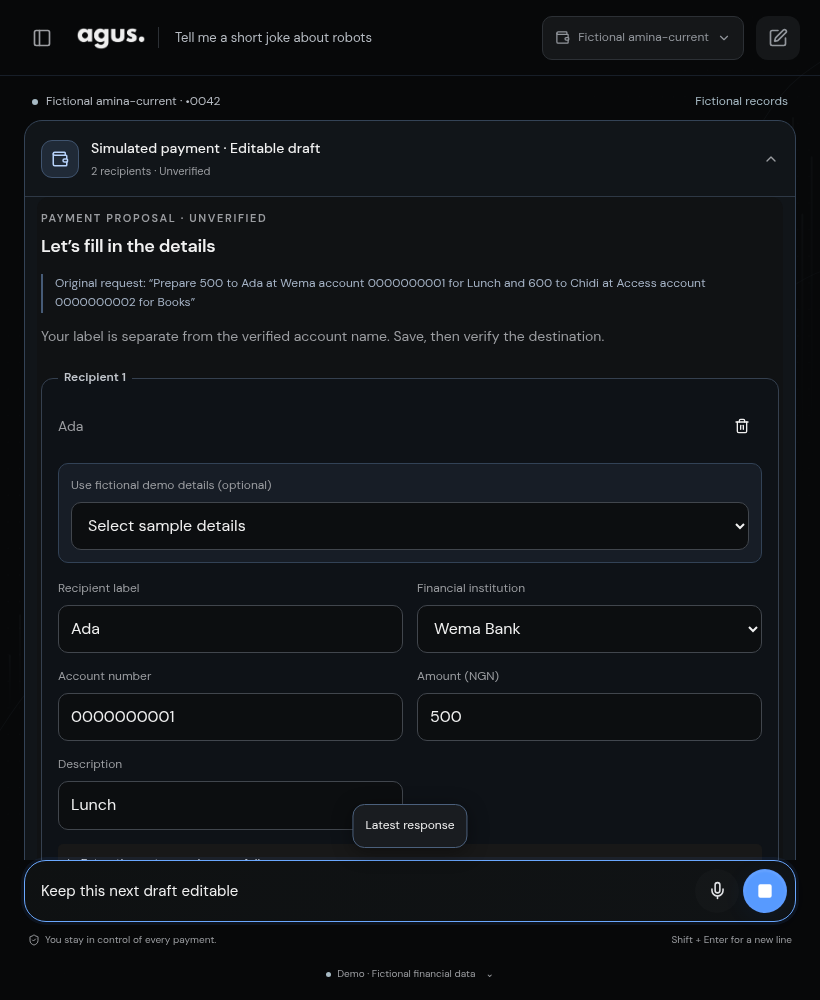 agus.
Tell me a short joke about robots
Fictional amina-current
Fictional amina-current · •0042
Fictional records
Simulated payment · Editable draft
2 recipients · Unverified
PAYMENT PROPOSAL · UNVERIFIED
Let’s fill in the details
Original request: “Prepare 500 to Ada at Wema account 0000000001 for Lunch and 600 to Chidi at Access account
0000000002 for Books”
Your label is separate from the verified account name. Save, then verify the destination.
Recipient 1
Ada
Use fictional demo details (optional)
Select sample details
Recipient label
Financial institution
Ada
Wema Bank
Account number
Amount (NGN)
0000000001
500
Description
Lunch
Latest response
Keep this next draft editable
You stay in control of every payment.
Shift + Enter for a new line
Demo · Fictional financial data